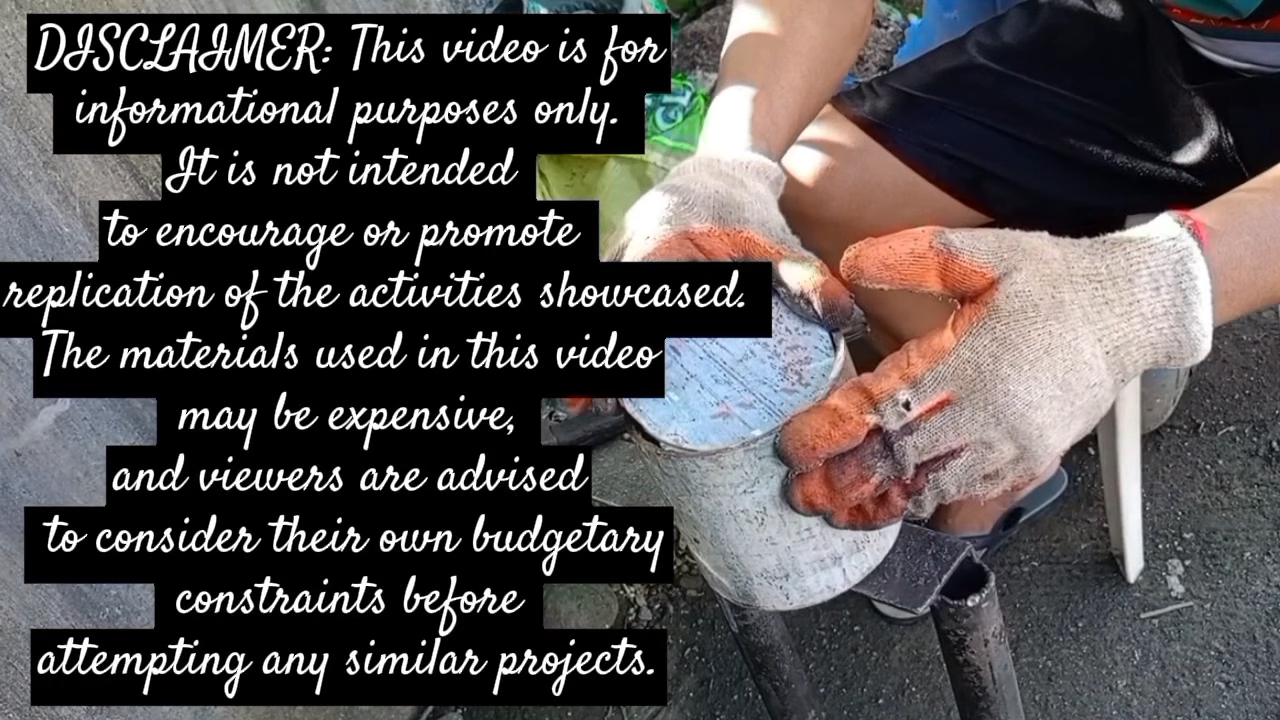 DISCLAIMER: This video is for
informational purposes only.
It is not intended
to encourage or promote
replication of the activities showcased.
The materials used in this video
may be expensive,
and viewers are advised
to consider their own budgetary
constraints before
attempting any similar projects.